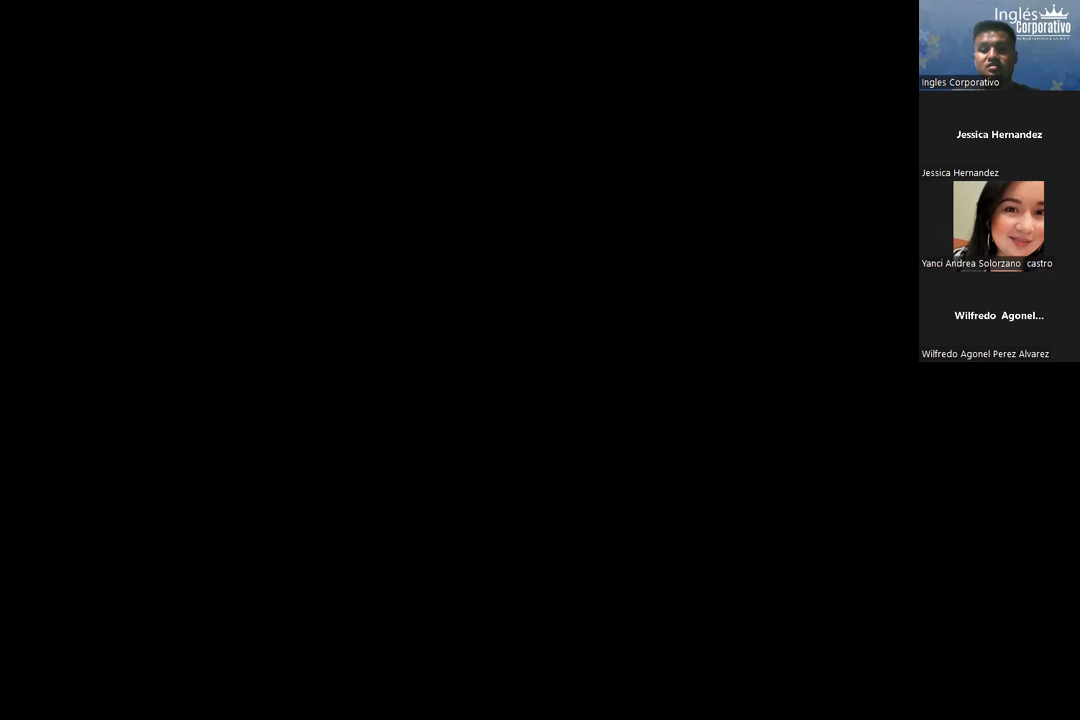 Inglés
Corporativo
Ingles Corporativo
Jessica Hernandez
Jessica Hernandez
Yanci Andrea Solorzano castro
Wilfredo Agonel...
Wilfredo Agonel Perez Alvarez